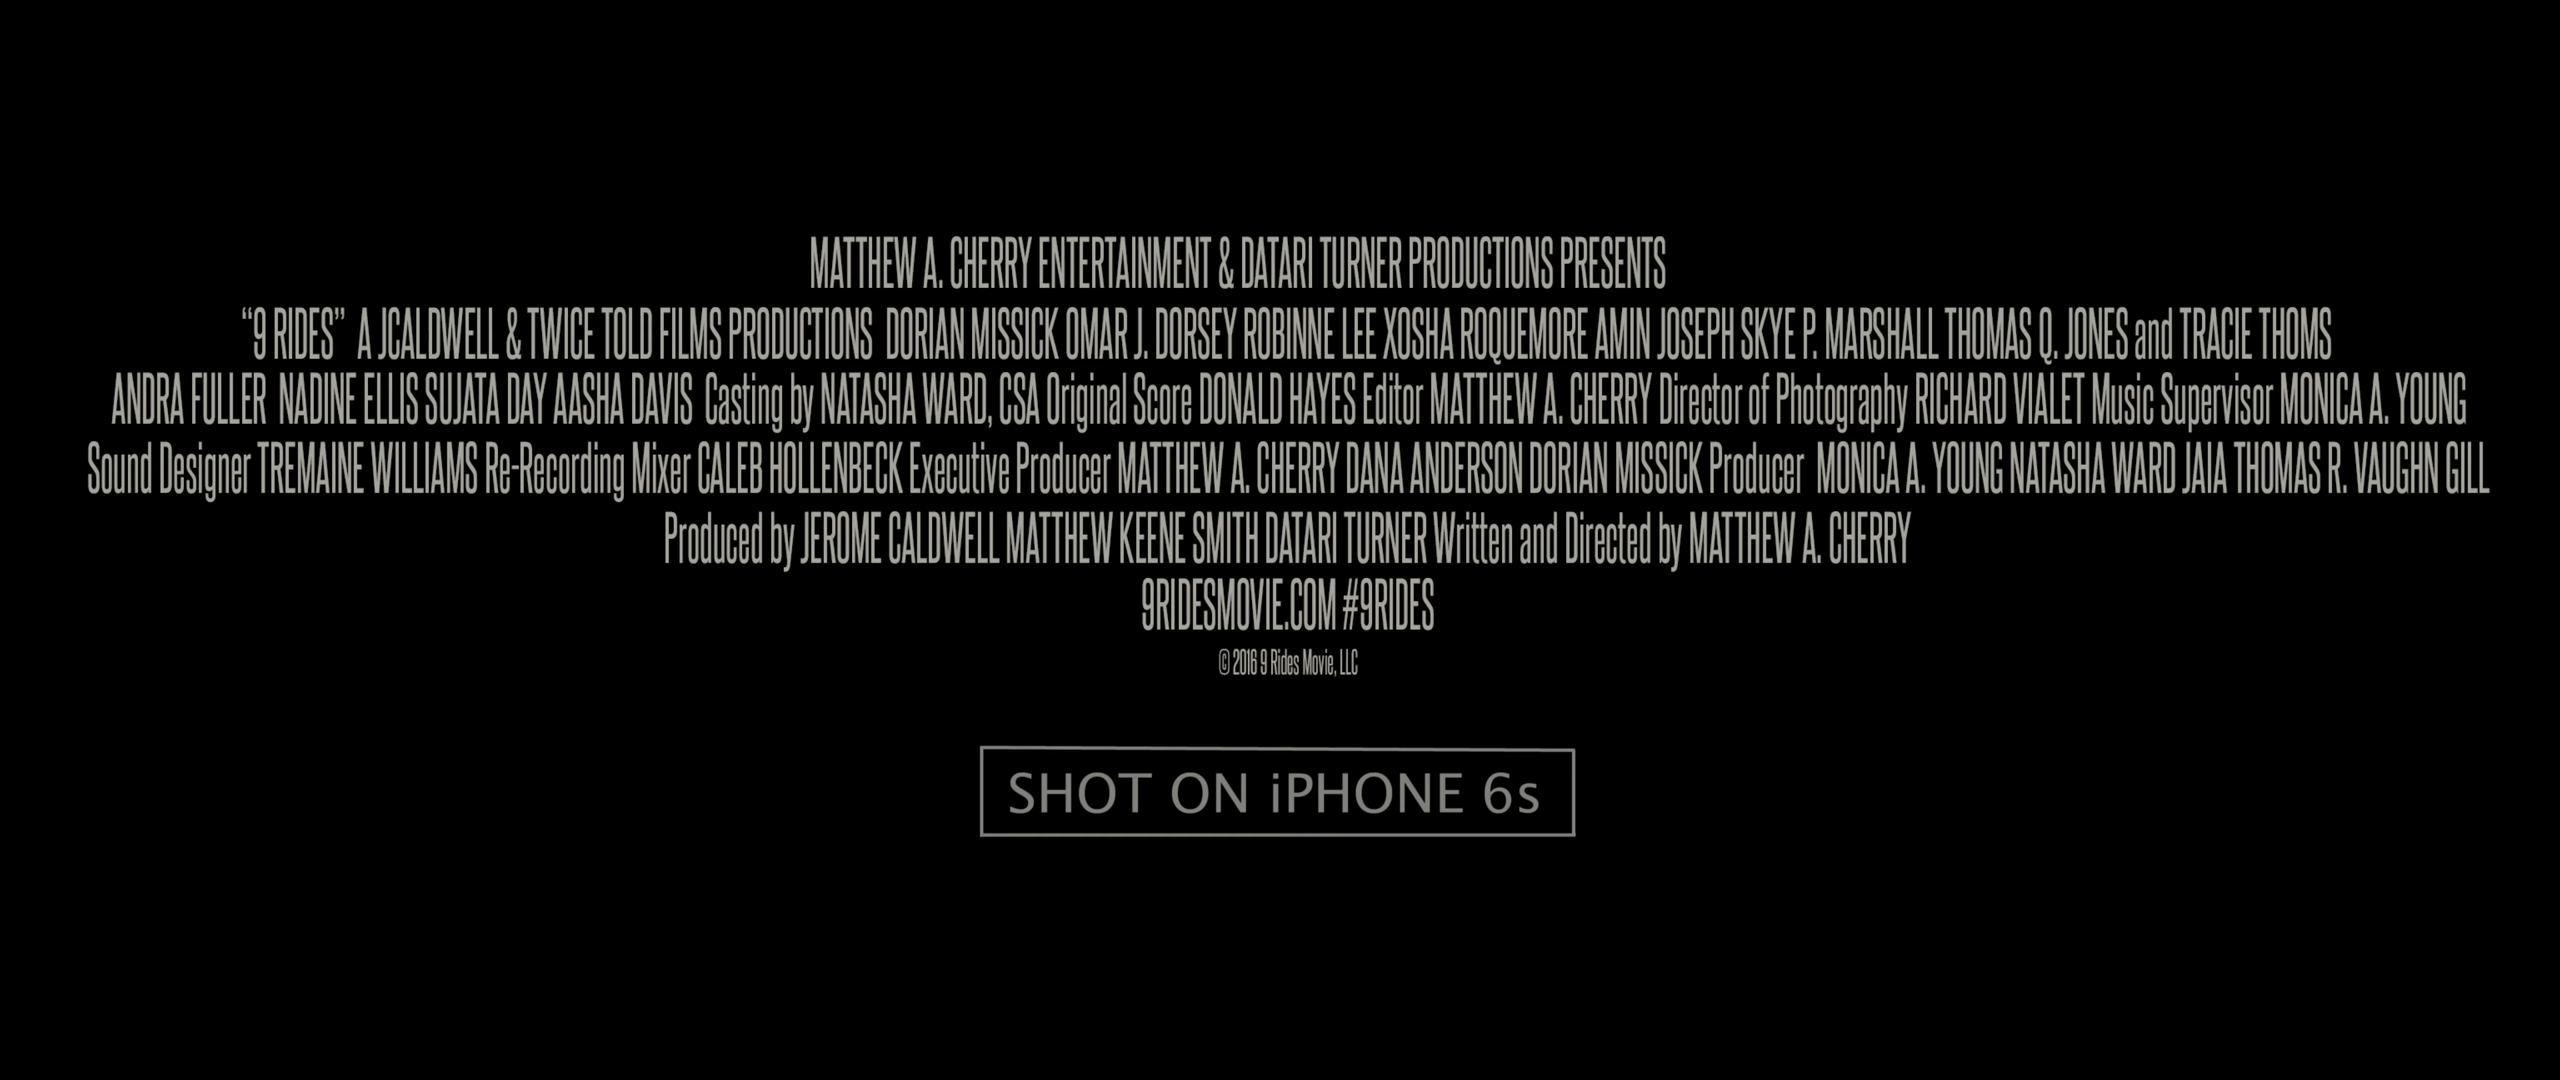 MATTHEW A. CHERRY ENTERTAINMENT & DATARI TURNER PRODUCTIONS PRESENTS
“9 RIDES” A JCALDWELL & TWICE TOLD FILMS PRODUCTIONS DORIAN MISSICK OMAR J. DORSEY ROBINNE LEE XOSHA ROQUEMORE AMIN JOSEPH SKYE P. MARSHALL THOMAS Q. JONES and TRACIE THOMS
ANDRA FULLER NADINE ELLIS SUJATA DAY AASHA DAVIS Casting by NATASHA WARD, CSA Original Score DONALD HAYES Editor MATTHEW A. CHERRY Director of Photography RICHARD VIALET Music Supervisor MONICA A. YOUNG
Sound Designer TREMAINE WILLIAMS Re-Recording Mixer CALEB HOLLENBECK Executive Producer MATTHEW A. CHERRY DANA ANDERSON DORIAN MISSICK Producer MONICA A. YOUNG NATASHA WARD JAIA THOMAS R. VAUGHN GILL
Produced by JEROME CALDWELL MATTHEW KEENE SMITH DATARI TURNER Written and Directed by MATTHEW A. CHERRY
9RIDESMOVIE.COM #9RIDES
© 2016 9 Rides Movie, LLC
SHOT ON iPHONE 6s